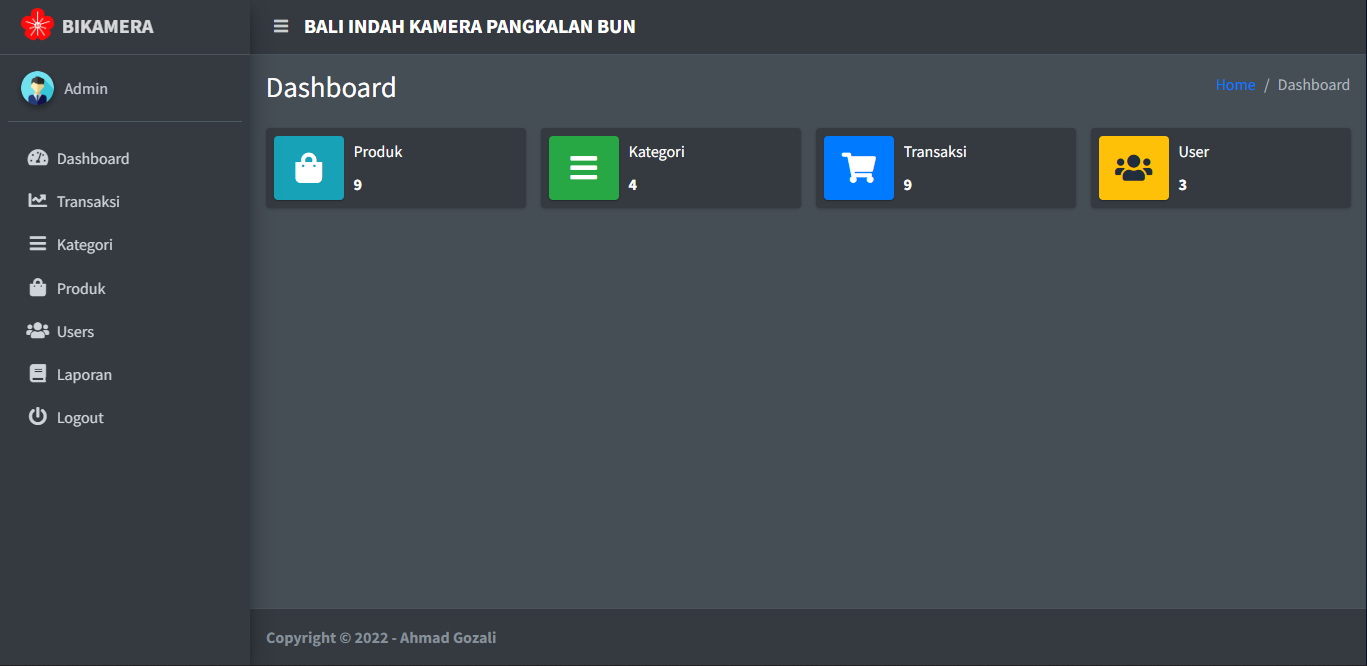 BIKAMERA
BALI INDAH KAMERA PANGKALAN BUN
Admin
Dashboard
Transaksi
Kategori
Produk
Users
Laporan
Logout
Dashboard
Home / Dashboard
Produk
9
Kategori
4
Transaksi
9
User
3
Copyright © 2022 - Ahmad Gozali